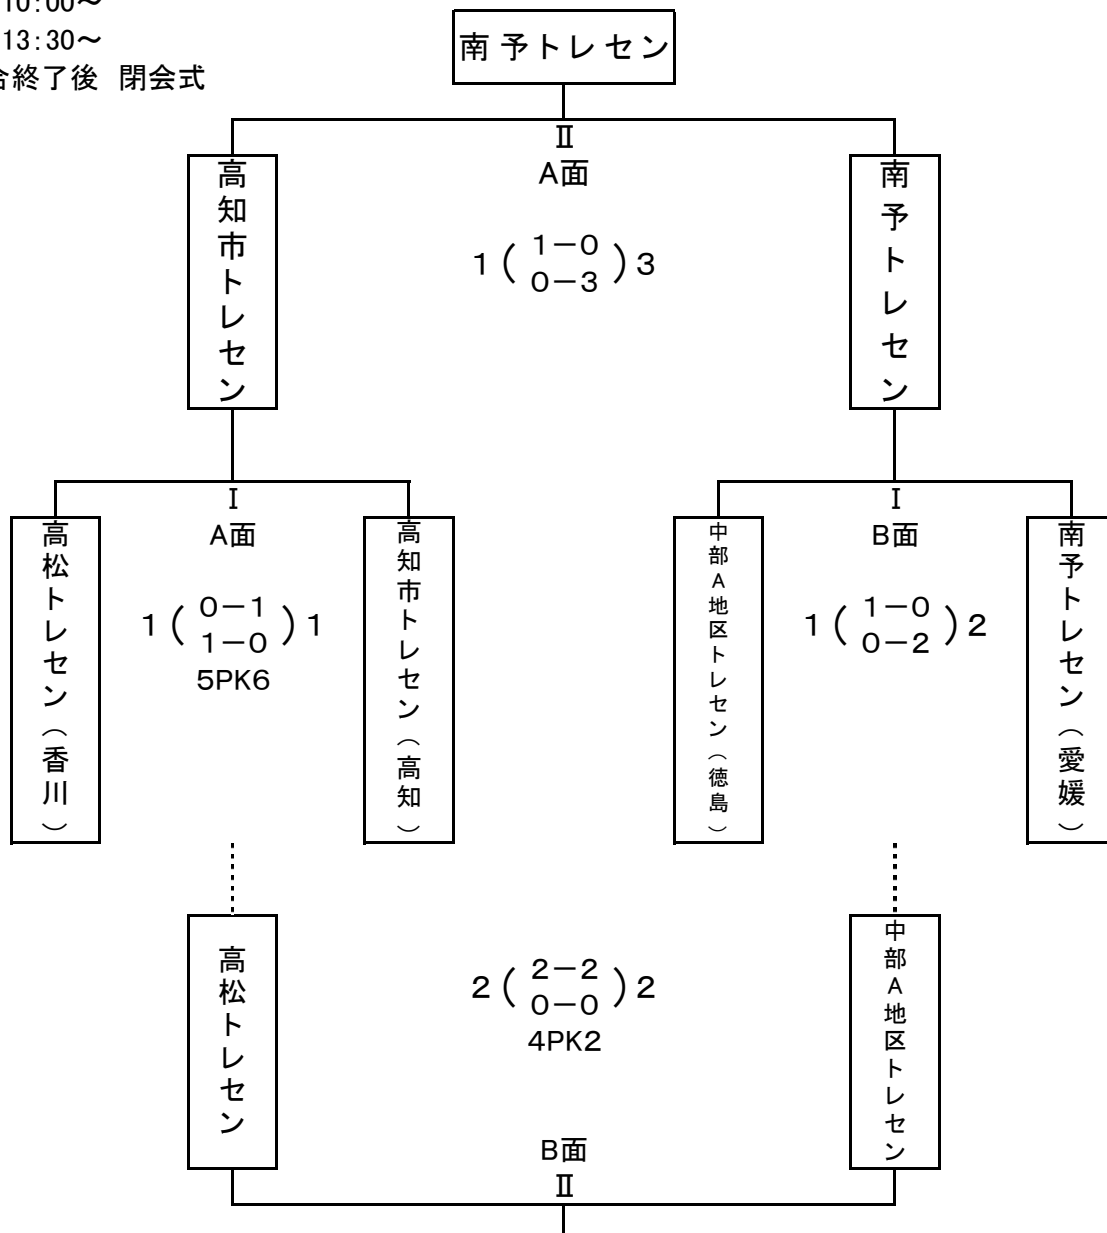 10:00～
13:30～
合終了後 閉会式
南予トレセン
Ⅱ
A面
高知市トレセン
南予トレセン
1 ( 1－0 ) 3
0－3
Ⅰ
A面
Ⅰ
B面
高松トレセン（香川）
1 ( 0－1 ) 1
1－0
5PK6
高知市トレセン（高知）
中部A地区トレセン（徳島）
1 ( 1－0 ) 2
0－2
南予トレセン（愛媛）
高松トレセン
2 ( 2－2 ) 2
0－0
4PK2
中部A地区トレセン
B面
Ⅱ